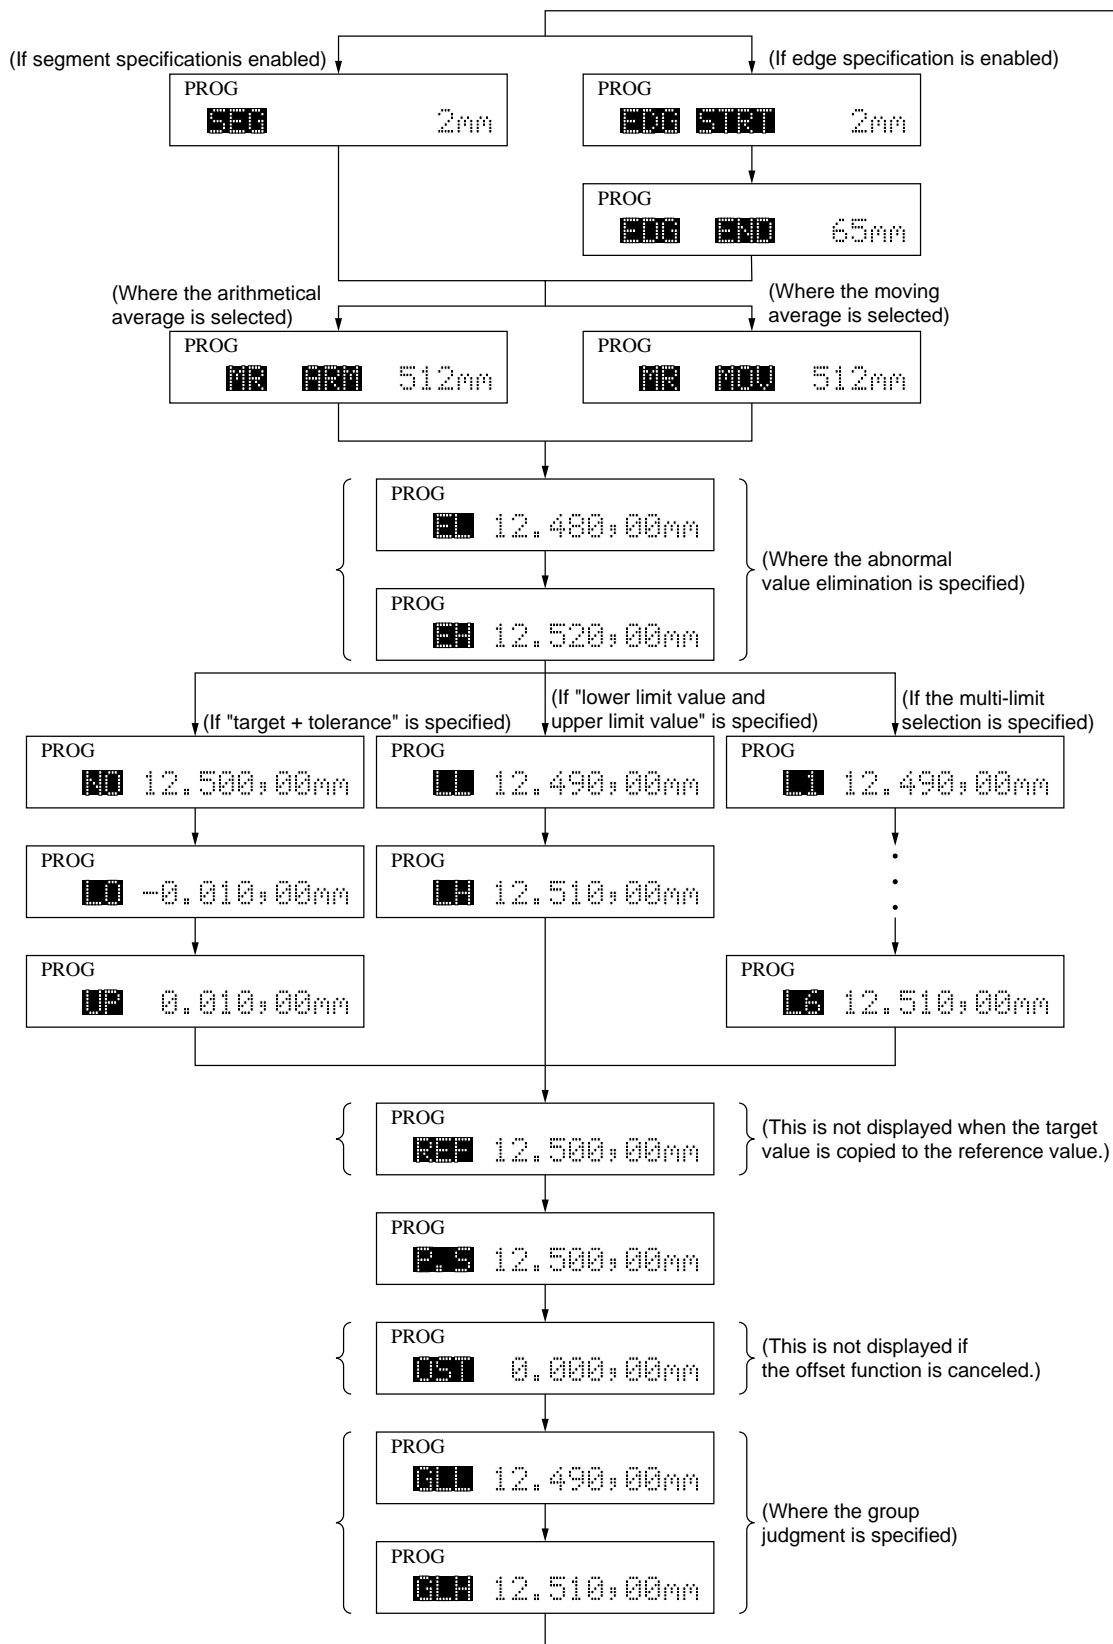 (If segment specificationis enabled)
(If edge specification is enabled)
PROG
SEG 2mm
PROG
EDG STRT 2mm
PROG
EDG END 65mm
(Where the arithmetical
average is selected)
(Where the moving
average is selected)
PROG
MR ARM 512mm
PROG
MR MOV 512mm
PROG
EL 12.480,00mm
PROG
EH 12.520,00mm
(Where the abnormal
value elimination is specified)
(If "target + tolerance" is specified)
(If "lower limit value and
upper limit value" is specified)
(If the multi-limit
selection is specified)
PROG
NO 12.500,00mm
PROG
LL 12.490,00mm
PROG
L1 12.490,00mm
PROG
LO -0.010,00mm
PROG
LH 12.510,00mm
PROG
UP 0.010,00mm
PROG
L6 12.510,00mm
PROG
REF 12.500,00mm
(This is not displayed when the target
value is copied to the reference value.)
PROG
P.S 12.500,00mm
PROG
OST 0.000,00mm
(This is not displayed if
the offset function is canceled.)
PROG
GLL 12.490,00mm
PROG
GLH 12.510,00mm
(Where the group
judgment is specified)